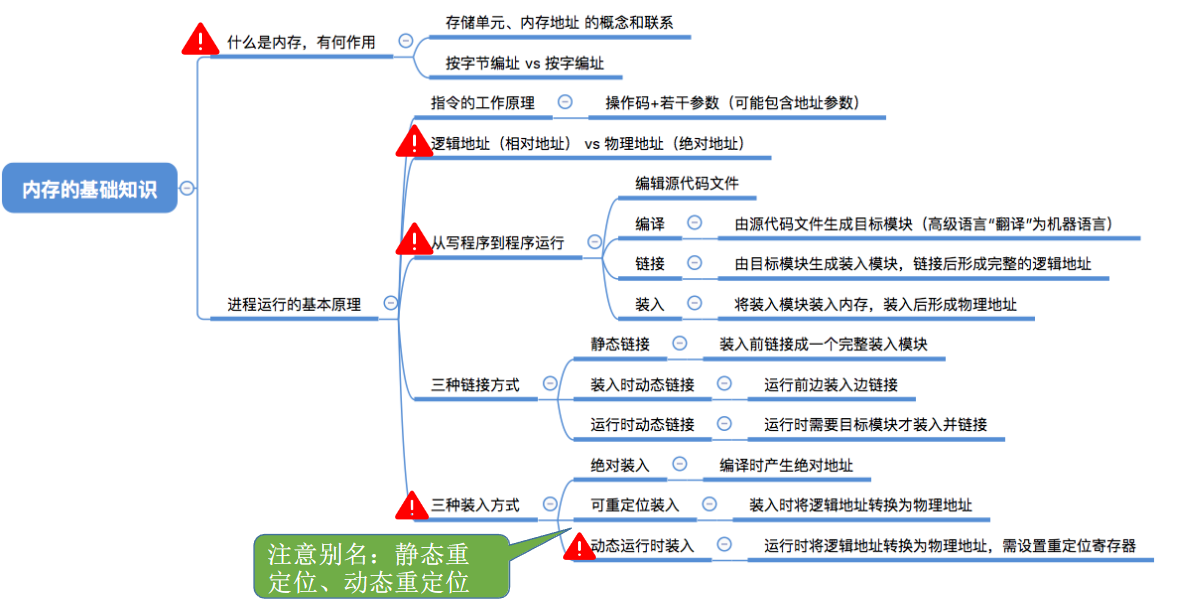 内存的基础知识
什么是内存，有何作用
存储单元、内存地址 的概念和联系
按字节编址 vs 按字编址
进程运行的基本原理
指令的工作原理
操作码+若干参数（可能包含地址参数）
逻辑地址（相对地址） vs 物理地址（绝对地址）
从写程序到程序运行
编辑源代码文件
编译
由源代码文件生成目标模块（高级语言“翻译”为机器语言）
链接
由目标模块生成装入模块，链接后形成完整的逻辑地址
装入
将装入模块装入内存，装入后形成物理地址
三种链接方式
静态链接
装入前链接成一个完整装入模块
装入时动态链接
运行前边装入边链接
运行时动态链接
运行时需要目标模块才装入并链接
三种装入方式
绝对装入
编译时产生绝对地址
可重定位装入
装入时将逻辑地址转换为物理地址
动态运行时装入
运行时将逻辑地址转换为物理地址，需设置重定位寄存器
注意别名：静态重
定位、动态重定位